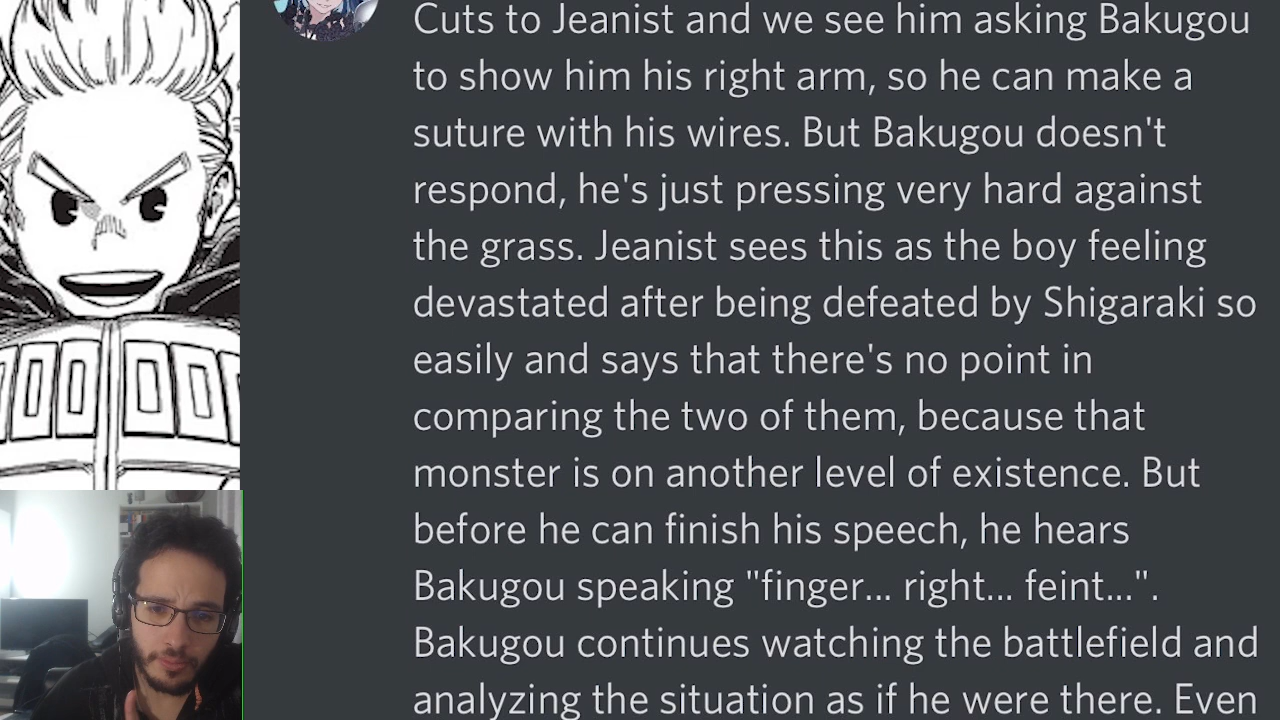 Cuts to Jeanist and we see him asking Bakugou
to show him his right arm, so he can make a
suture with his wires. But Bakugou doesn't
respond, he's just pressing very hard against
the grass. Jeanist sees this as the boy feeling
devastated after being defeated by Shigaraki so
easily and says that there's no point in
comparing the two of them, because that
monster is on another level of existence. But
before he can finish his speech, he hears
Bakugou speaking "finger... right... feint...".
Bakugou continues watching the battlefield and
analyzing the situation as if he were there. Even